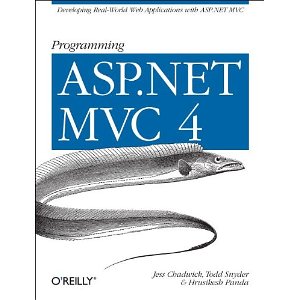 Developing Real-World Web Applications with ASP.NET MVC
Programming
ASP.NET
MVC 4
O'REILLY®
Jess Chadwick, Todd Snyder
& Hrusikesh Panda